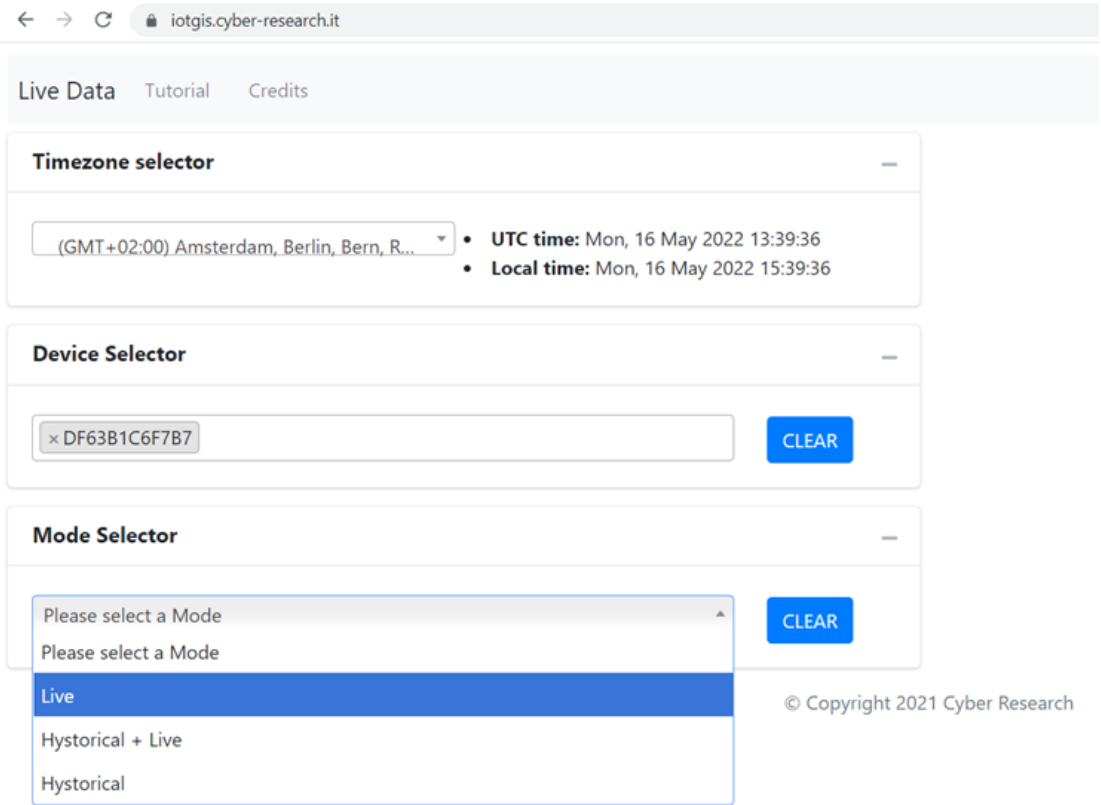 iotgis.cyber-research.it
Live Data Tutorial Credits
Timezone selector
(GMT+02:00) Amsterdam, Berlin, Bern, R...
UTC time: Mon, 16 May 2022 13:39:36
Local time: Mon, 16 May 2022 15:39:36
Device Selector
× DF63B1C6F7B7
CLEAR
Mode Selector
Please select a Mode
CLEAR
Please select a Mode
Live
© Copyright 2021 Cyber Research
Hystorical + Live
Hystorical